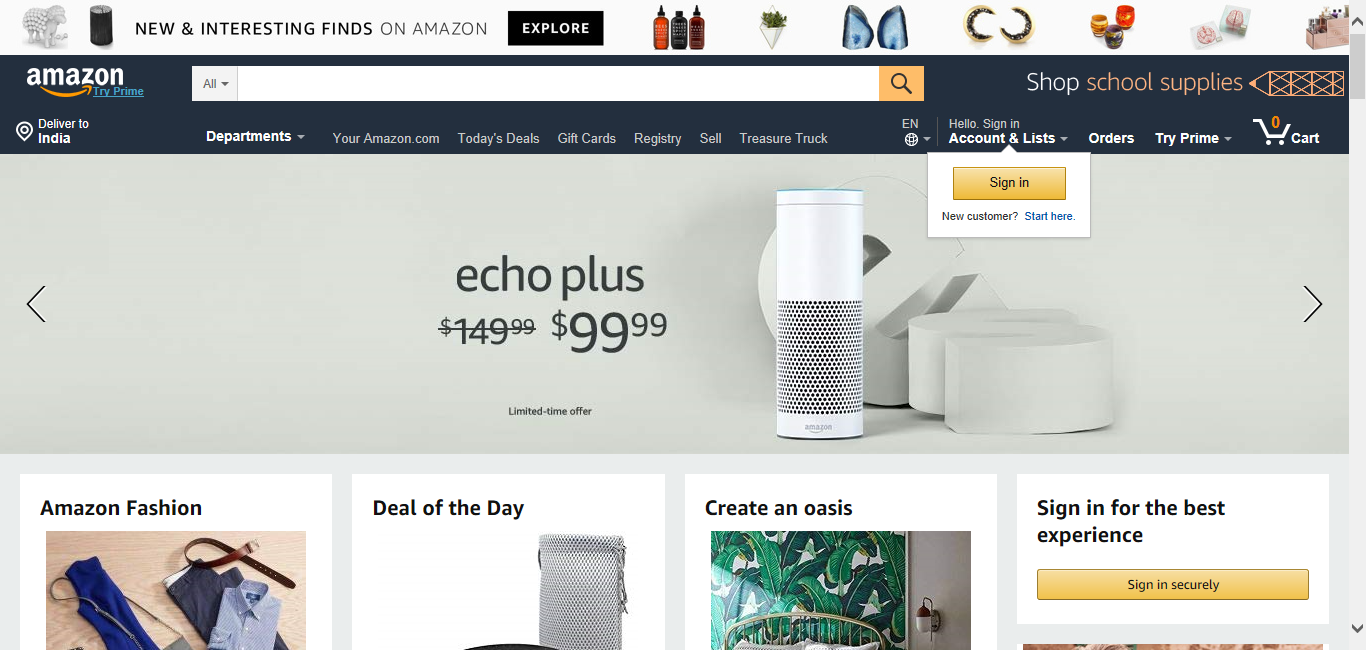 NEW & INTERESTING FINDS ON AMAZON
EXPLORE
amazon
Try Prime
All
Shop school supplies
Deliver to
India
Departments
Your Amazon.com
Today's Deals
Gift Cards
Registry
Sell
Treasure Truck
EN
Hello. Sign in
Account & Lists
Orders
Try Prime
0
Cart
Sign in
New customer? Start here.
echo plus
$149.99 $99.99
Limited-time offer
amazon
Amazon Fashion
Deal of the Day
Create an oasis
Sign in for the best
experience
Sign in securely